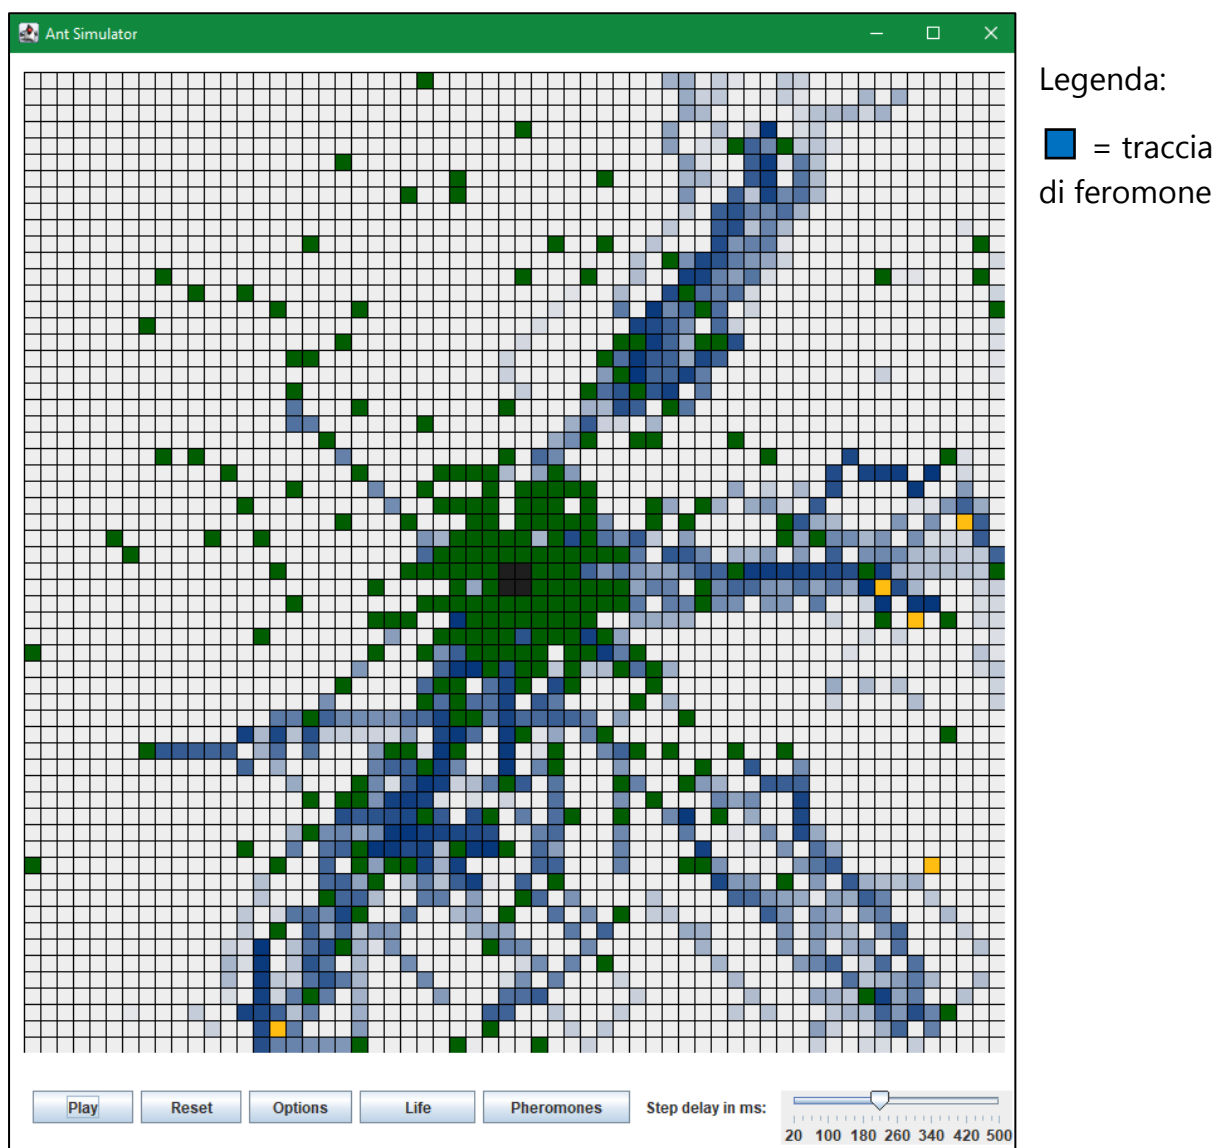 Ant Simulator
Legenda:
= traccia
di feromone
Play
Reset
Options
Life
Pheromones
Step delay in ms:
20 100 180 260 340 420 500